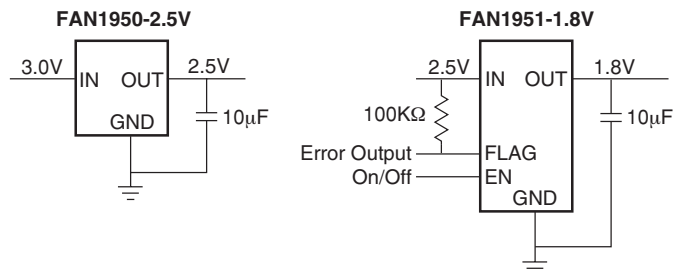 FAN1950-2.5V
3.0V IN OUT 2.5V
10μF
GND
FAN1951-1.8V
2.5V IN OUT 1.8V
100KΩ
10μF
Error Output FLAG
On/Off EN
GND